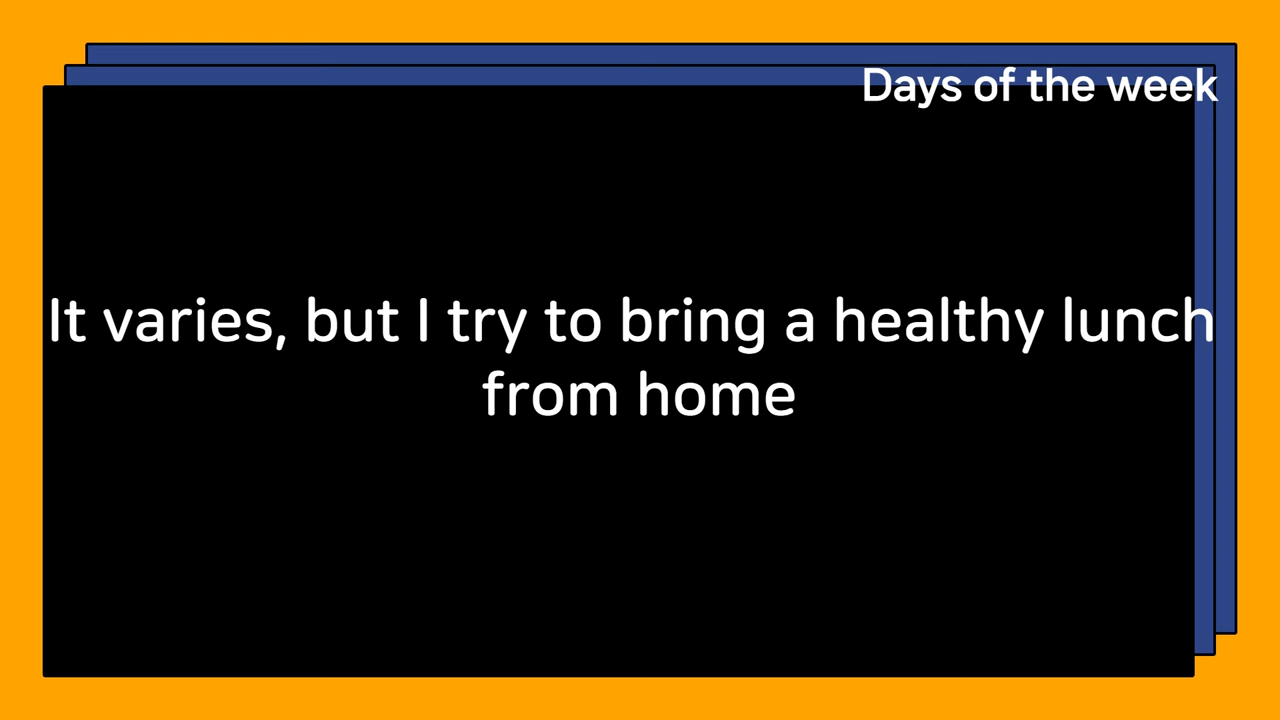 Days of the week
It varies, but I try to bring a healthy lunch
from home